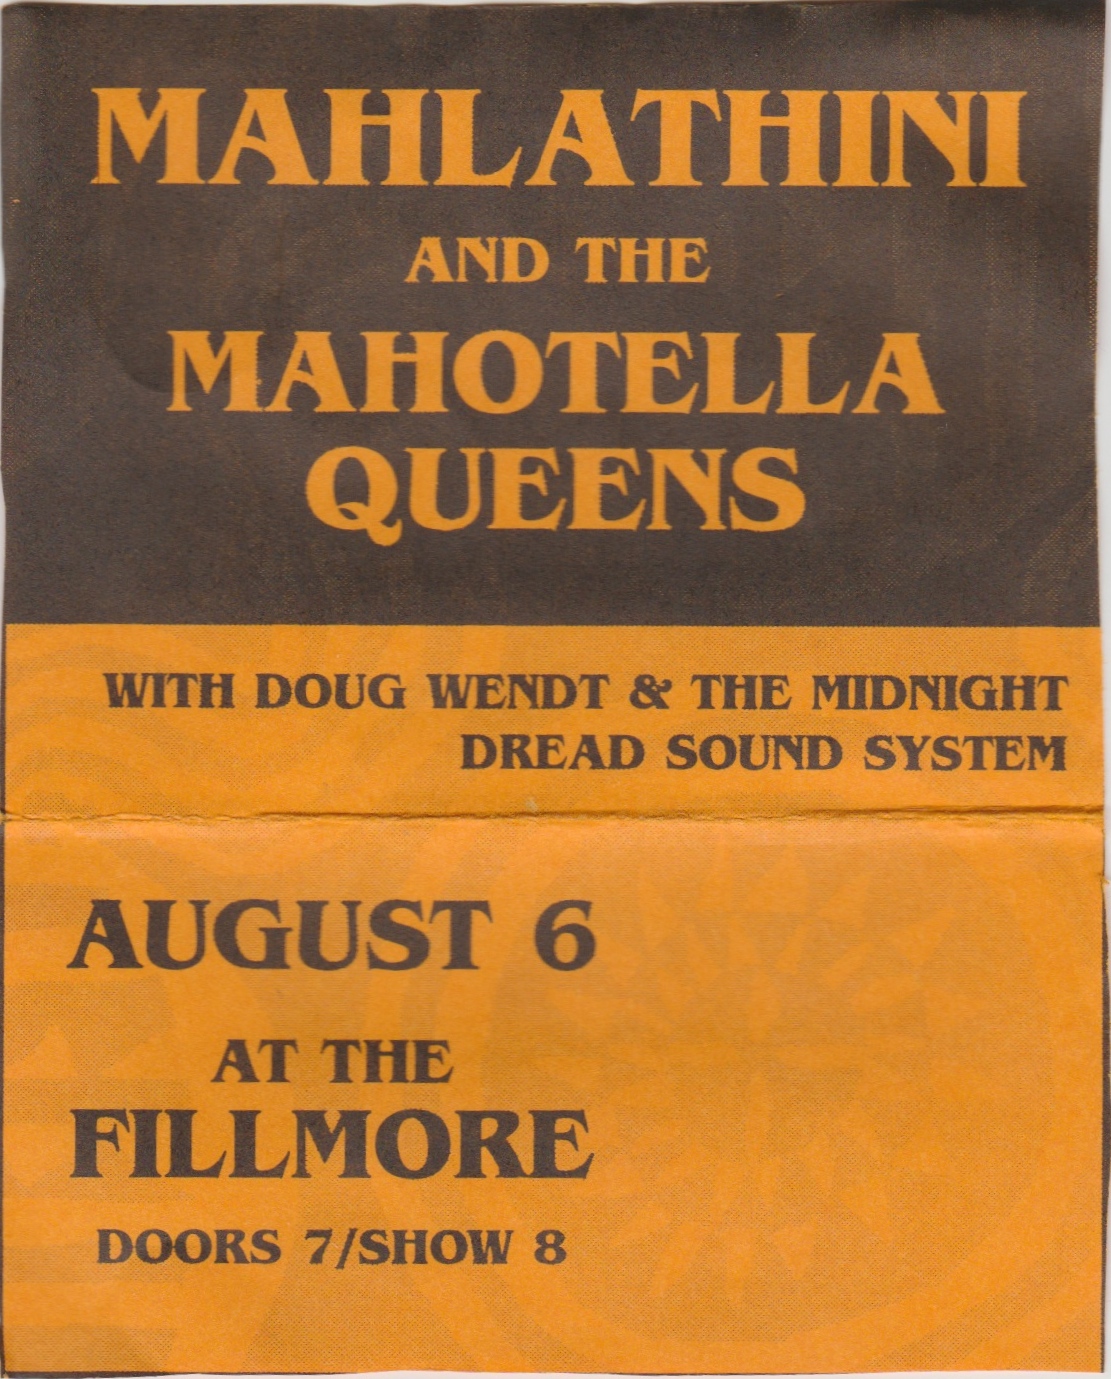 MAHLATHINI
AND THE
MAHOTELLA
QUEENS
WITH DOUG WENDT & THE MIDNIGHT
DREAD SOUND SYSTEM
AUGUST 6
AT THE
FILLMORE
DOORS 7/SHOW 8